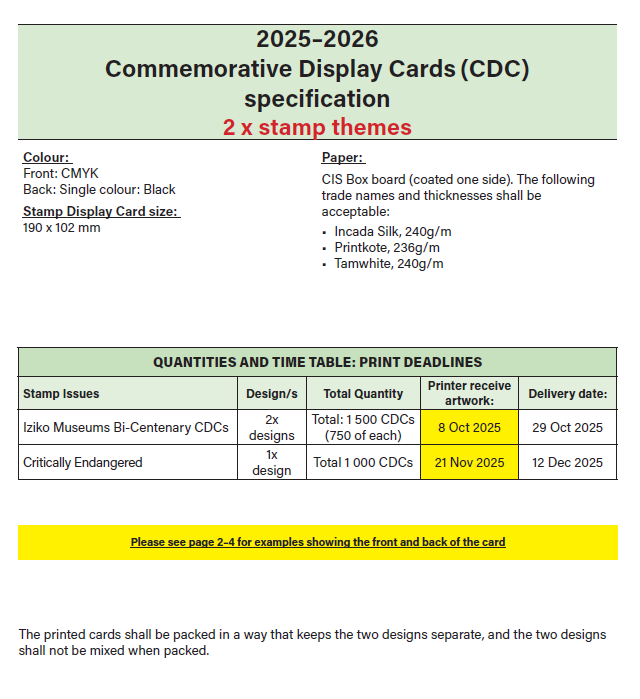 2025–2026
Commemorative Display Cards (CDC)
specification
2 x stamp themes
Colour:
Front: CMYK
Back: Single colour: Black
Stamp Display Card size:
190 x 102 mm
Paper:
CIS Box board (coated one side). The following
trade names and thicknesses shall be
acceptable:
• Incada Silk, 240g/m
• Printkote, 236g/m
• Tamwhite, 240g/m
QUANTITIES AND TIME TABLE: PRINT DEADLINES
Stamp Issues Design/s Total Quantity Printer receive artwork: Delivery date:
Iziko Museums Bi-Centenary CDCs 2x designs Total: 1 500 CDCs (750 of each) 8 Oct 2025 29 Oct 2025
Critically Endangered 1x design Total 1 000 CDCs 21 Nov 2025 12 Dec 2025
Please see page 2–4 for examples showing the front and back of the card
The printed cards shall be packed in a way that keeps the two designs separate, and the two designs
shall not be mixed when packed.